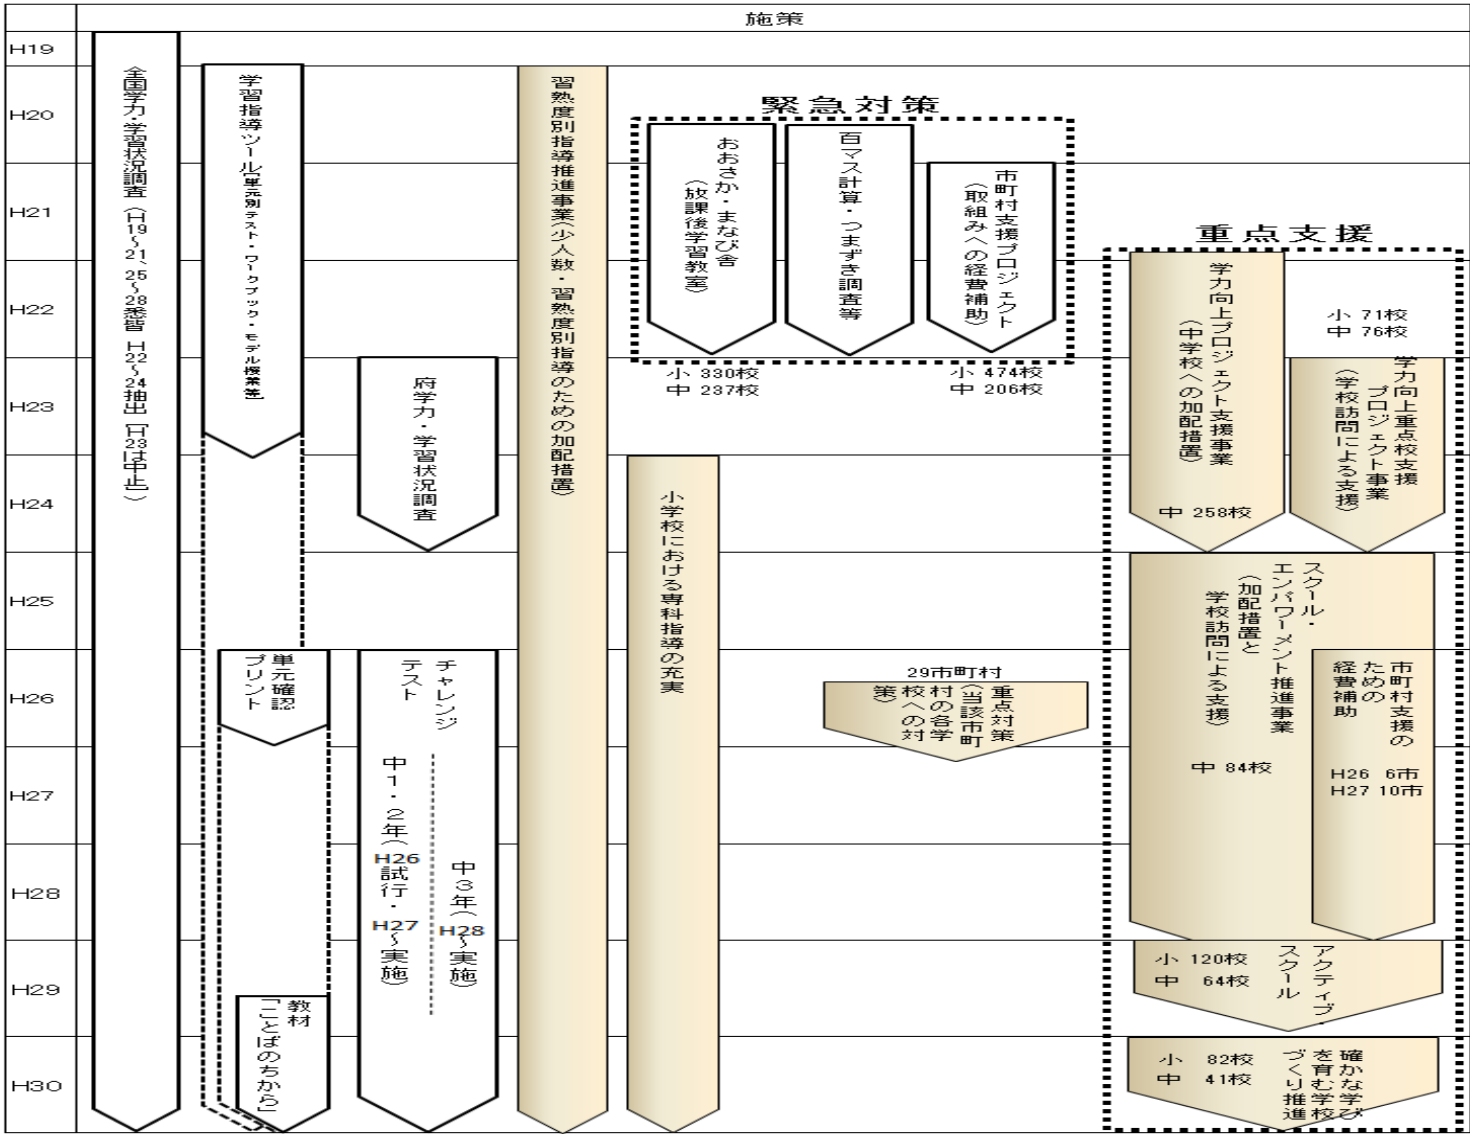 施策
H19
H20
H21
H22
H23
H24
H25
H26
H27
H28
H29
H30
全国学力・学習状況調査（H19～21、25～28悉皆 H22～24抽出［H23は中止］）
学習指導ツール［単元別テスト・ワークブック・モデル授業等］
単元確認
プリント
教材
「ことばのちから」
府学力・学習状況調査
チャレンジ
テスト
中1・2年（H26試行・H27～実施）
中3年（H28～実施）
習熟度別指導推進事業（少人数・習熟度別指導のための加配措置）
小学校における専科指導の充実
緊急対策
おおさか・まなび舎
（放課後学習教室）
小 330校
中 237校
百マス計算・つまずき調査等
市町村支援プロジェクト
（取組みへの経費補助）
小 474校
中 206校
29市町村
重点対策
（当該市町
村の各学
校への対
策）
重点支援
学力向上プロジェクト支援事業
（中学校への加配措置）
中 258校
小 71校
中 76校
学力向上重点校支援
プロジェクト事業
（学校訪問による支援）
スクール・
エンパワーメント推進事業
（加配措置と
学校訪問による支援）
中 84校
市町村支援の
ための
経費補助
H26 6市
H27 10市
アクティブ・
スクール
小 120校
中 64校
確かな学び
を育む学校
づくり推進
小 82校
中 41校